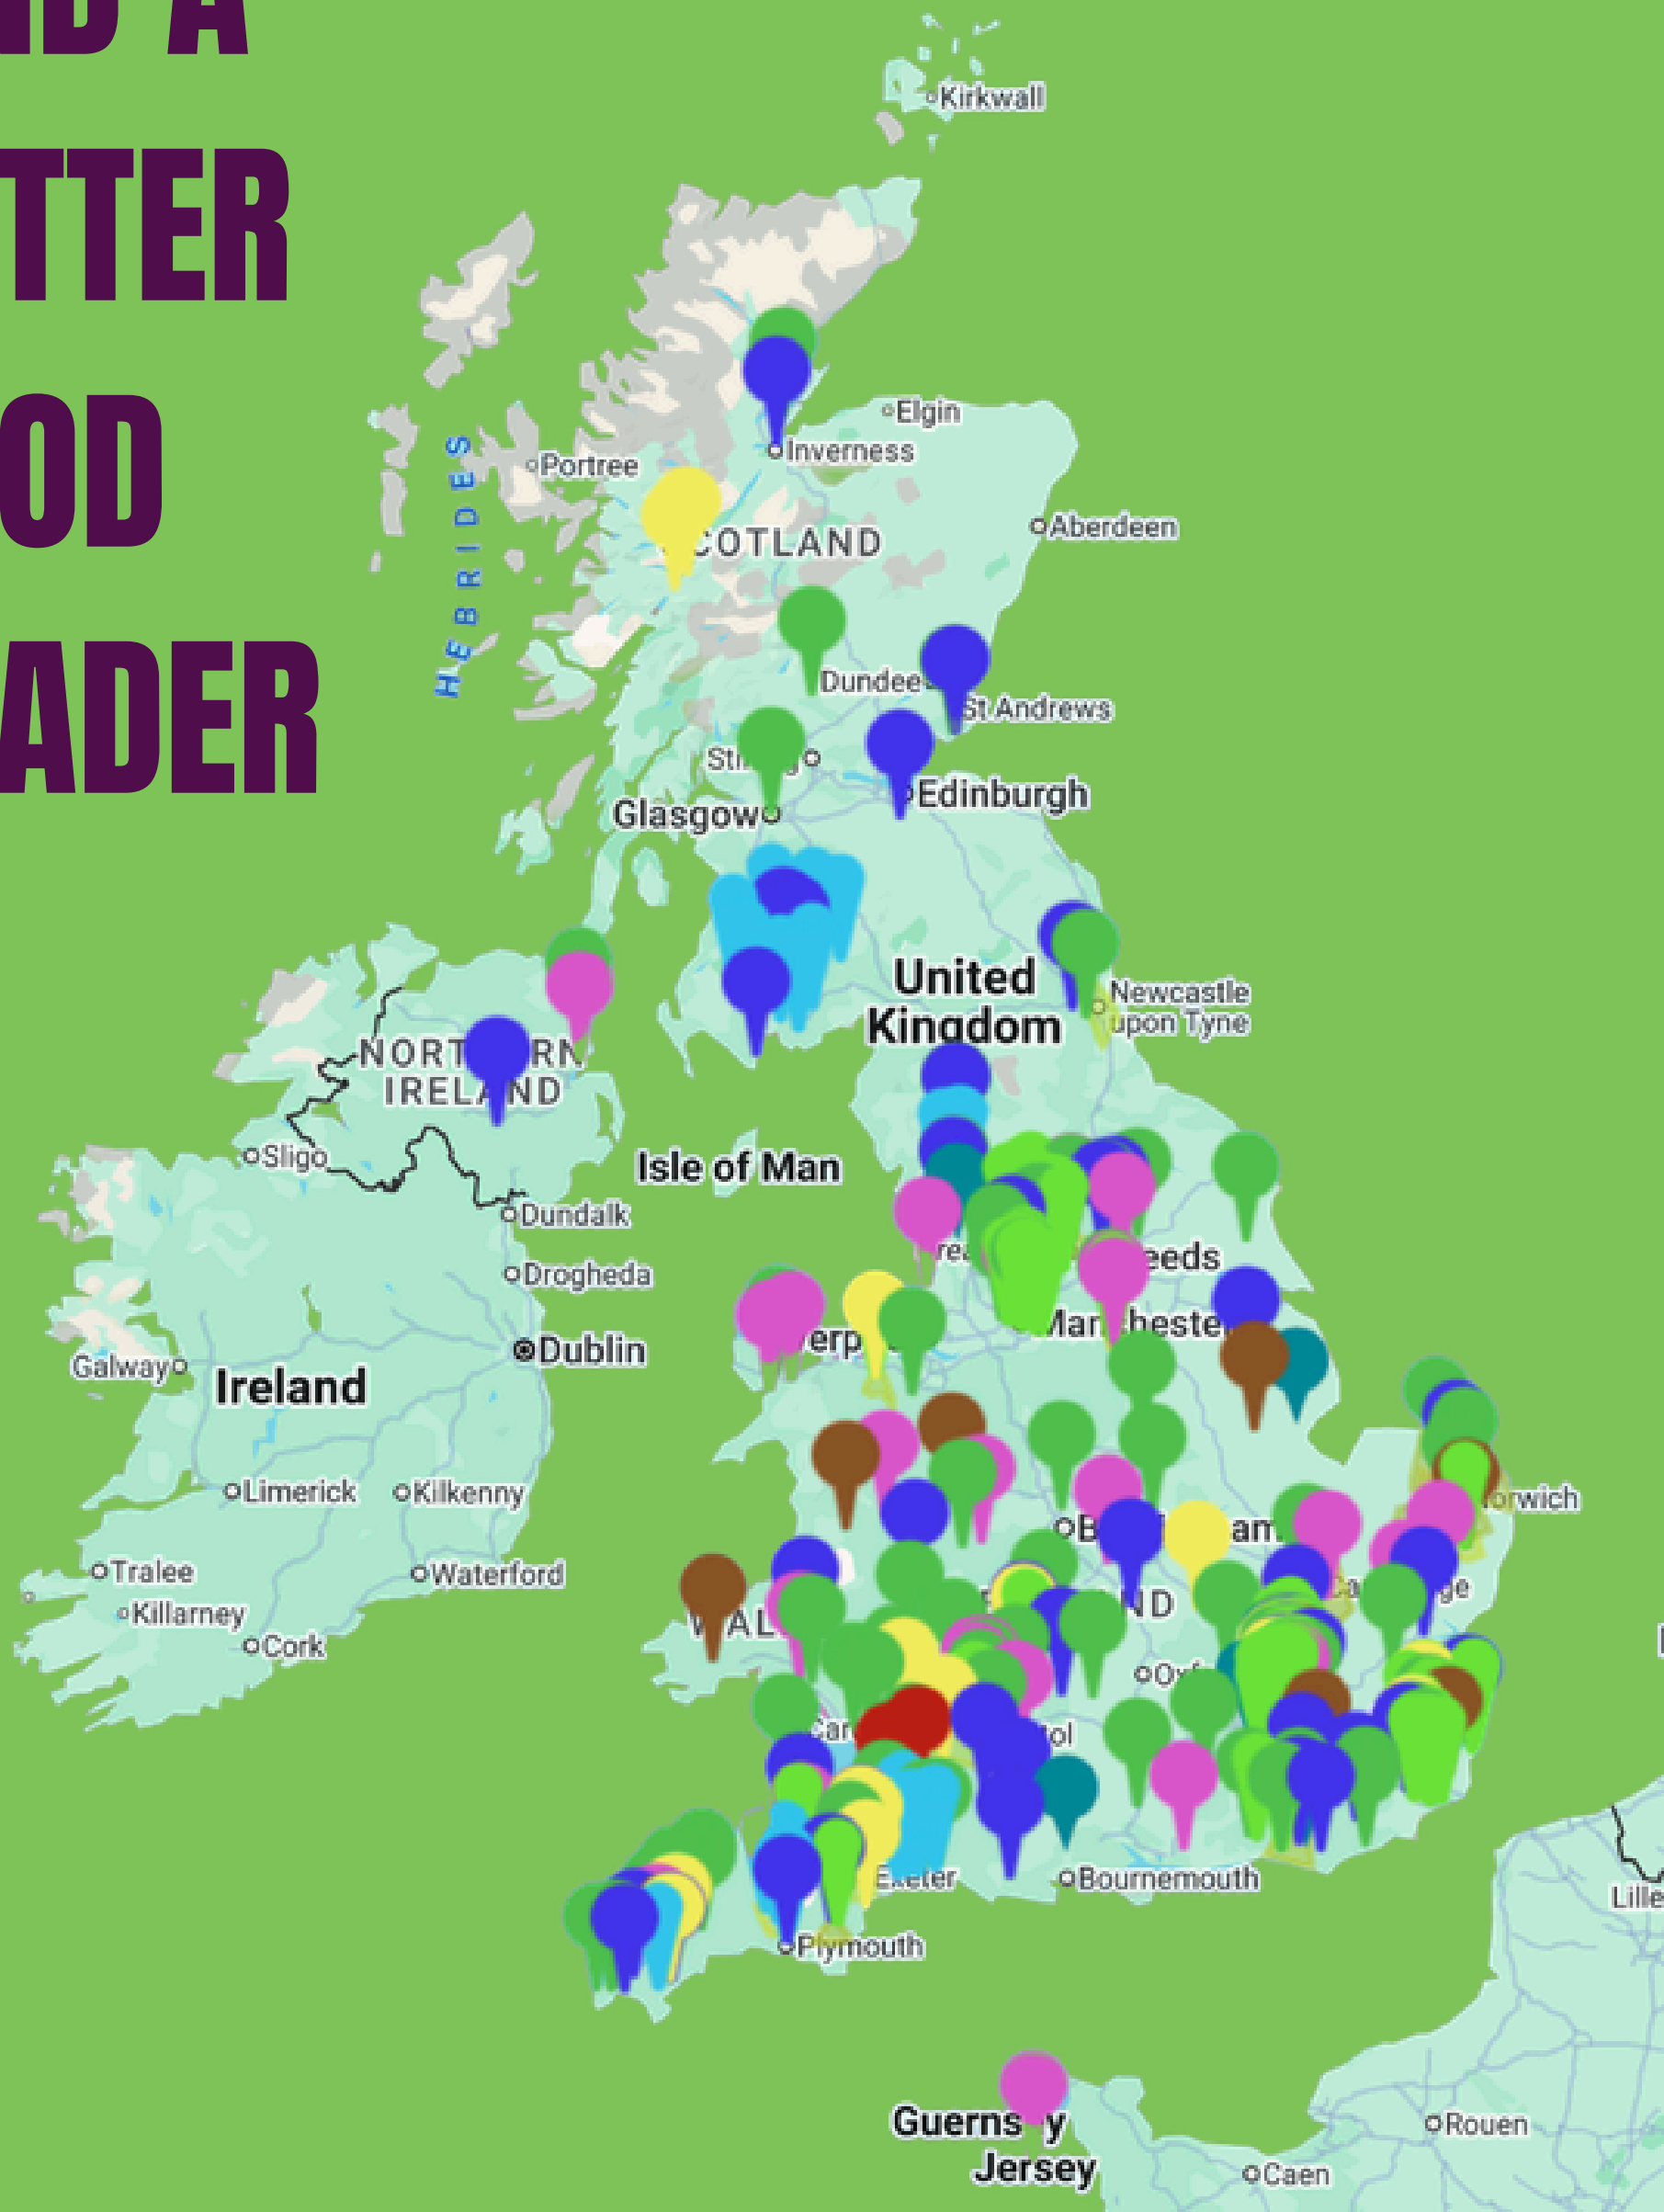 ND A
TTER
OD
ADER
Kirkwall
Elgin
Inverness
Portree
HEBRIDES
Aberdeen
COTLAND
Dundee
St Andrews
Edinburgh
Glasgow
United
Kingdom
Newcastle
upon Tyne
IRELAND
Sligo
Isle of Man
Dundalk
Drogheda
eeds
Dublin
Galway
Ireland
Limerick
Kilkenny
orwich
Tralee
Waterford
Killarney
Cork
Bournemouth
Exeter
Plymouth
Lille
Guerns y
Jersey
Rouen
Caen